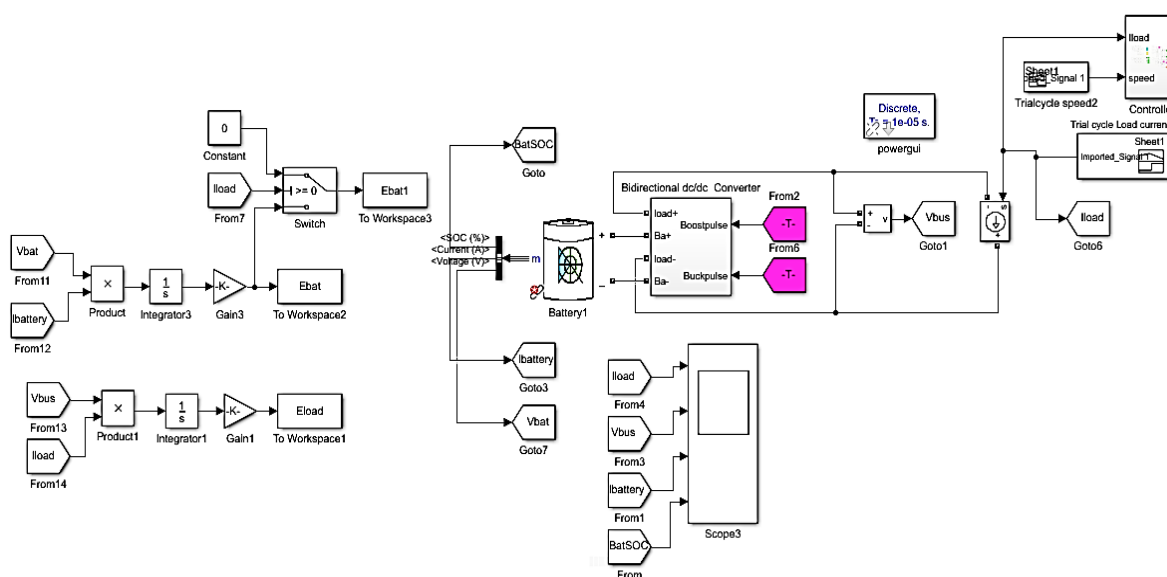 Iload
speed
Controlle
Sheet1
Signal 1
Trialcycle speed2
Trial cycle Load curren
Sheet1
Imported_Signal 1
Discrete,
= 1e-05 s.
powergui
0
Constant
Iload
From7
>= 0
Switch
Ebat1
To Workspace3
BatSOC
Goto
Bidirectional dc/dc Converter
load+
Ba+
load-
Ba-
Boostpulse
Buckpulse
From2
-T-
From6
-T-
+
-
v
Vbus
Goto1
-
s
+
Iload
Goto6
<SOC (%)>
<Current (A)>
<Voltage (V)>
m
+
–
Battery1
Vbat
From11
Ibattery
From12
×
Product
1
s
Integrator3
-K-
Gain3
Ebat
To Workspace2
Ibattery
Goto3
Vbat
Goto7
Vbus
From13
Iload
From14
×
Product1
1
s
Integrator1
-K-
Gain1
Eload
To Workspace1
Iload
From4
Vbus
From3
Ibattery
From1
BatSOC
From
Scope3